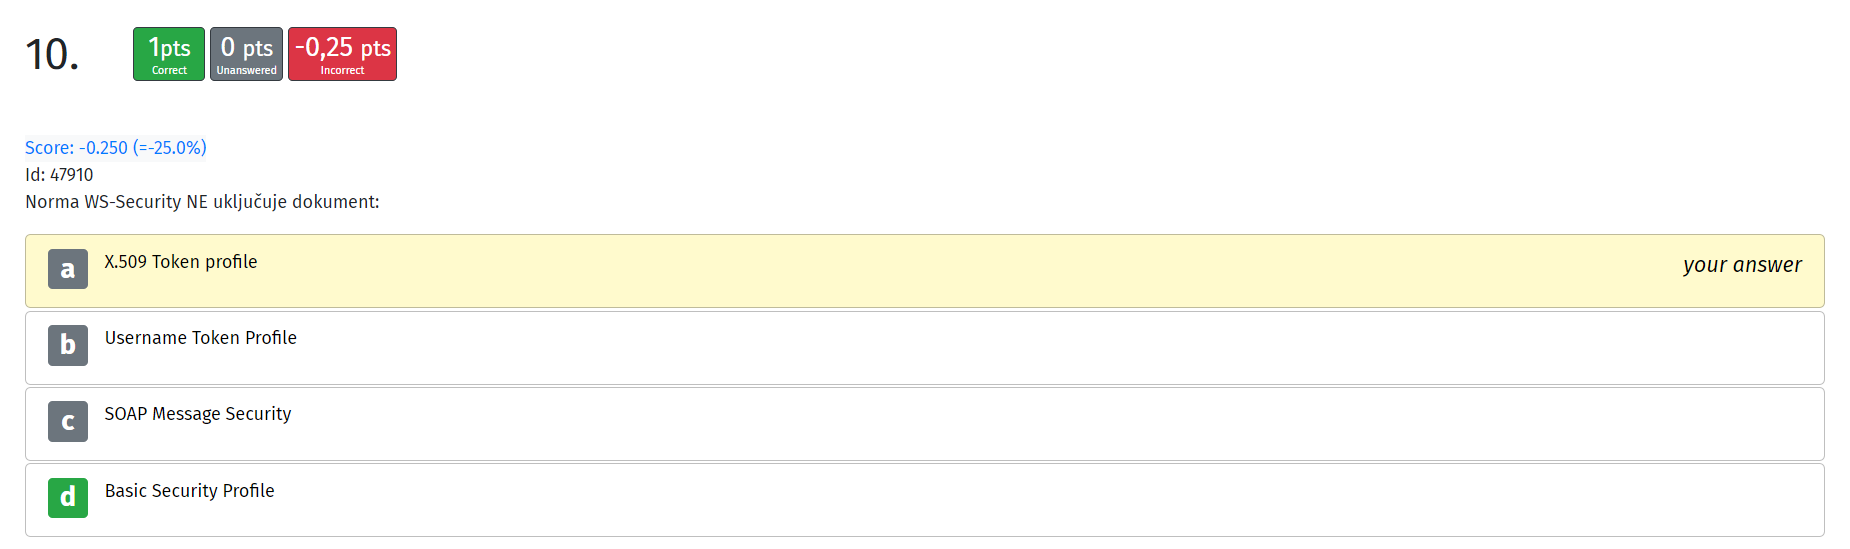 10.
1pts
Correct
0 pts
Unanswered
-0,25 pts
Incorrect
Score: -0.250 (=-25.0%)
Id: 47910
Norma WS-Security NE uključuje dokument:
a X.509 Token profile your answer
b Username Token Profile
c SOAP Message Security
d Basic Security Profile